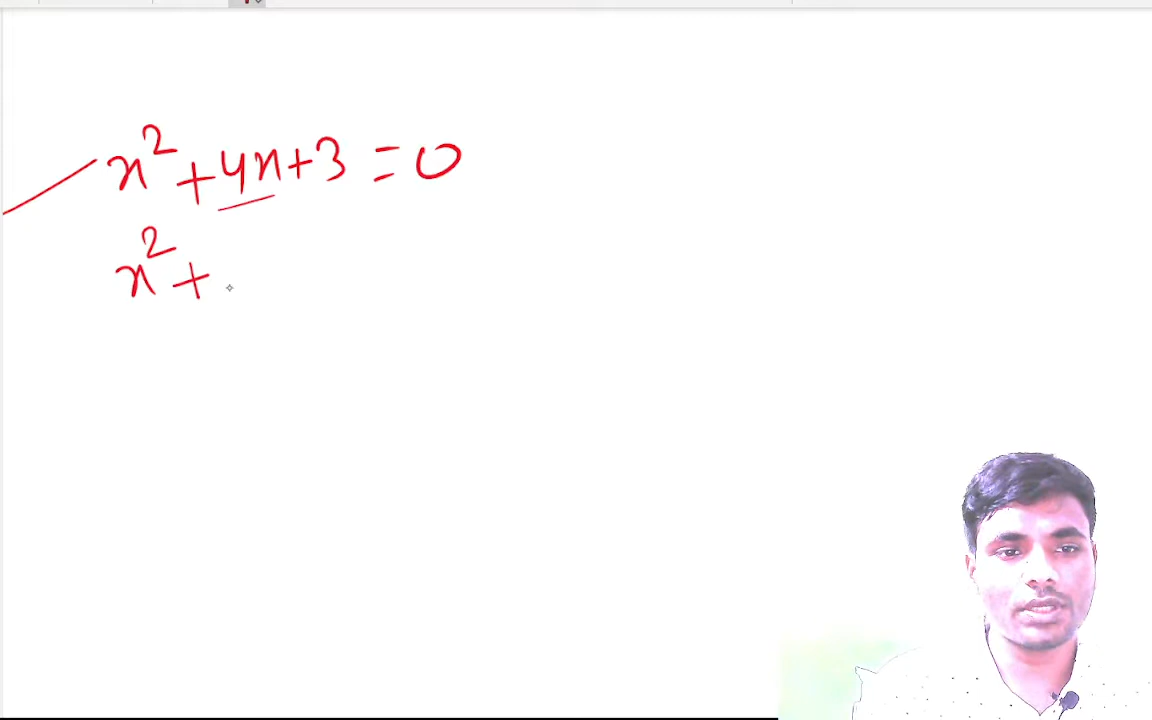 x² + 4x + 3 = 0
x² +